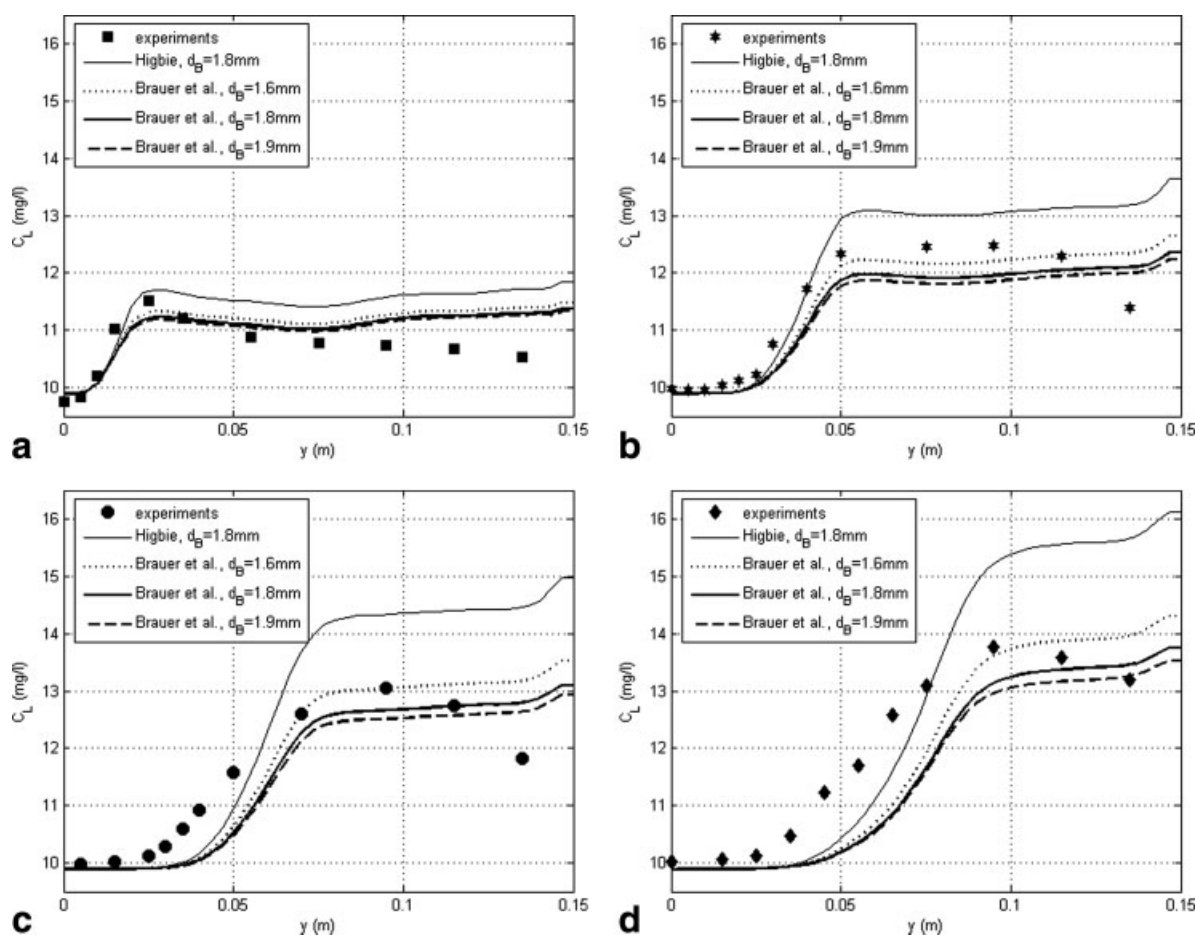 16
15
14
13
12
11
10
C_L (mg/l)
experiments
Higbie, d_B=1.8mm
Brauer et al., d_B=1.6mm
Brauer et al., d_B=1.8mm
Brauer et al., d_B=1.9mm
0 0.05 0.1 0.15
y (m)
a
16
15
14
13
12
11
10
C_L (mg/l)
experiments
Higbie, d_B=1.8mm
Brauer et al., d_B=1.6mm
Brauer et al., d_B=1.8mm
Brauer et al., d_B=1.9mm
0 0.05 0.1 0.15
y (m)
b
16
15
14
13
12
11
10
C_L (mg/l)
experiments
Higbie, d_B=1.8mm
Brauer et al., d_B=1.6mm
Brauer et al., d_B=1.8mm
Brauer et al., d_B=1.9mm
0 0.05 0.1 0.15
y (m)
c
16
15
14
13
12
11
10
C_L (mg/l)
experiments
Higbie, d_B=1.8mm
Brauer et al., d_B=1.6mm
Brauer et al., d_B=1.8mm
Brauer et al., d_B=1.9mm
0 0.05 0.1 0.15
y (m)
d